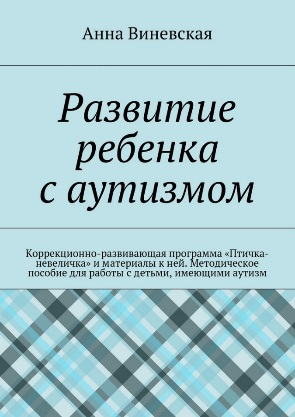 Анна Виневская
Развитие
ребенка
с аутизмом
Коррекционно-развивающая программа «Птичка-
невеличка» и материалы к ней. Методическое
пособие для работы с детьми, имеющими аутизм